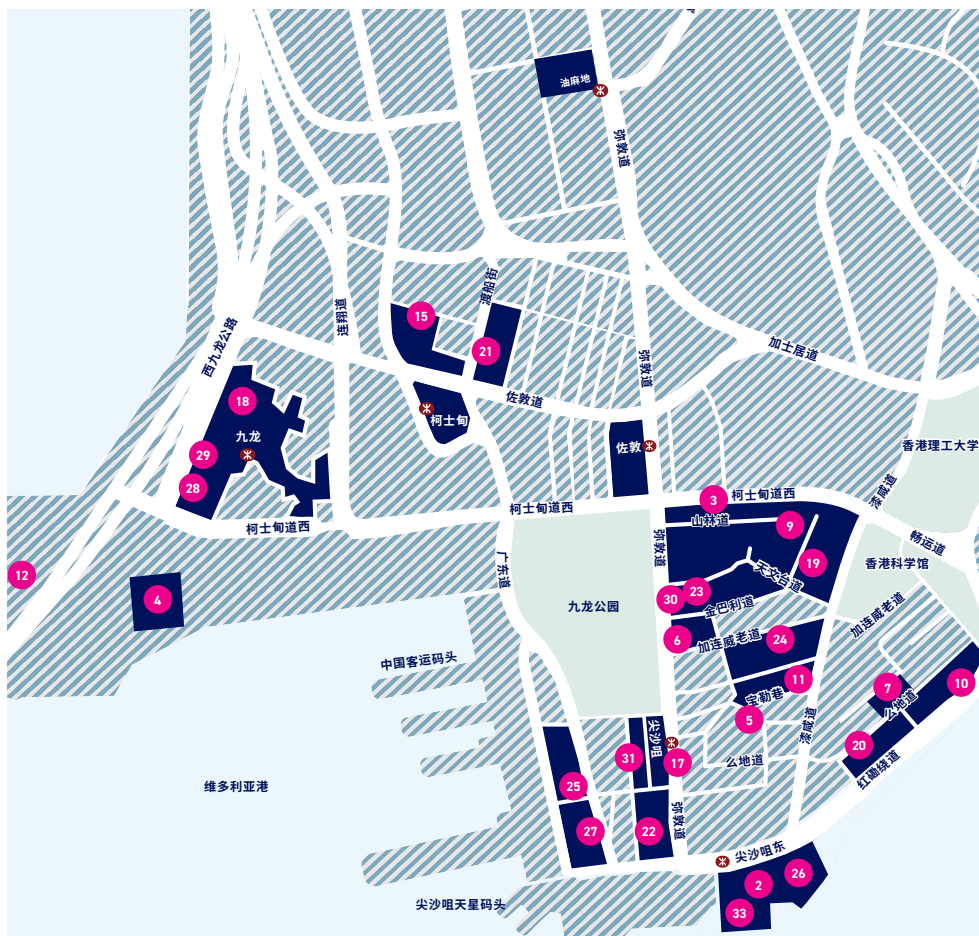 油麻地
弥敦道
渡船街
15
连翔道
21
西九龙公路
加士居道
弥敦道
18
佐敦道
柯士甸
九龙
佐敦
香港理工大学
29
28
漆咸道
3
柯士甸道西
柯士甸道西
柯士甸道西
山林道
9
畅运道
弥敦道
广东道
19
香港科学馆
12
天文台道
4
23
30
九龙公园
金巴利道
加连威老道
6
加连威老道
24
中国客运码头
11
宝勒巷
7
10
么地道
5
漆咸道
尖沙咀
20
31
17
么地道
红磡绕道
维多利亚港
25
弥敦道
27
22
尖沙咀东
26
2
尖沙咀天星码头
33